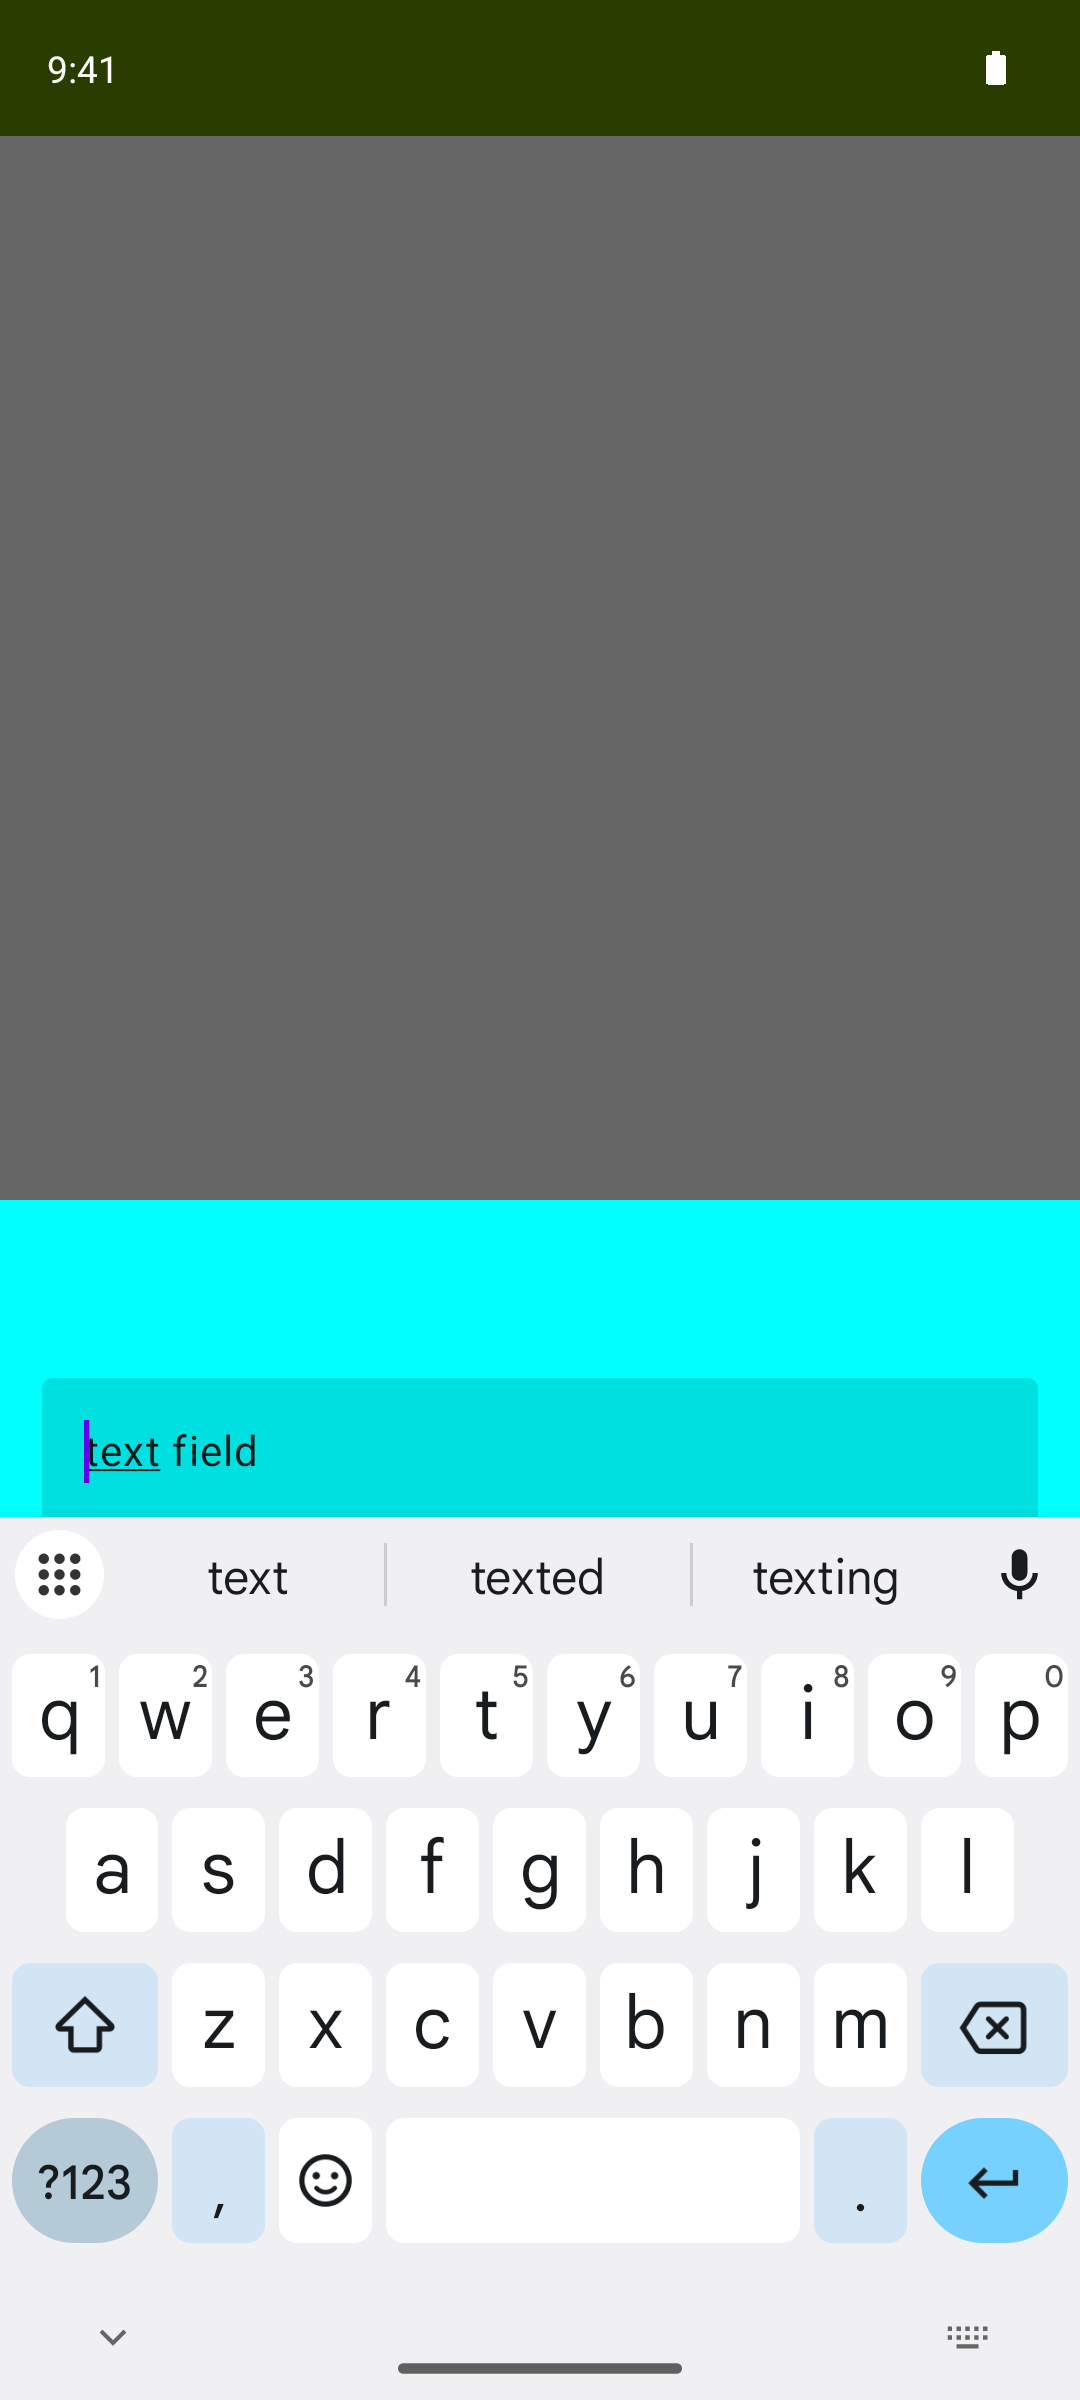 9:41
text field
text texted texting
q1 w2 e3 r4 t5 y6 u7 i8 o9 p0
a s d f g h j k l
z x c v b n m
?123 , .